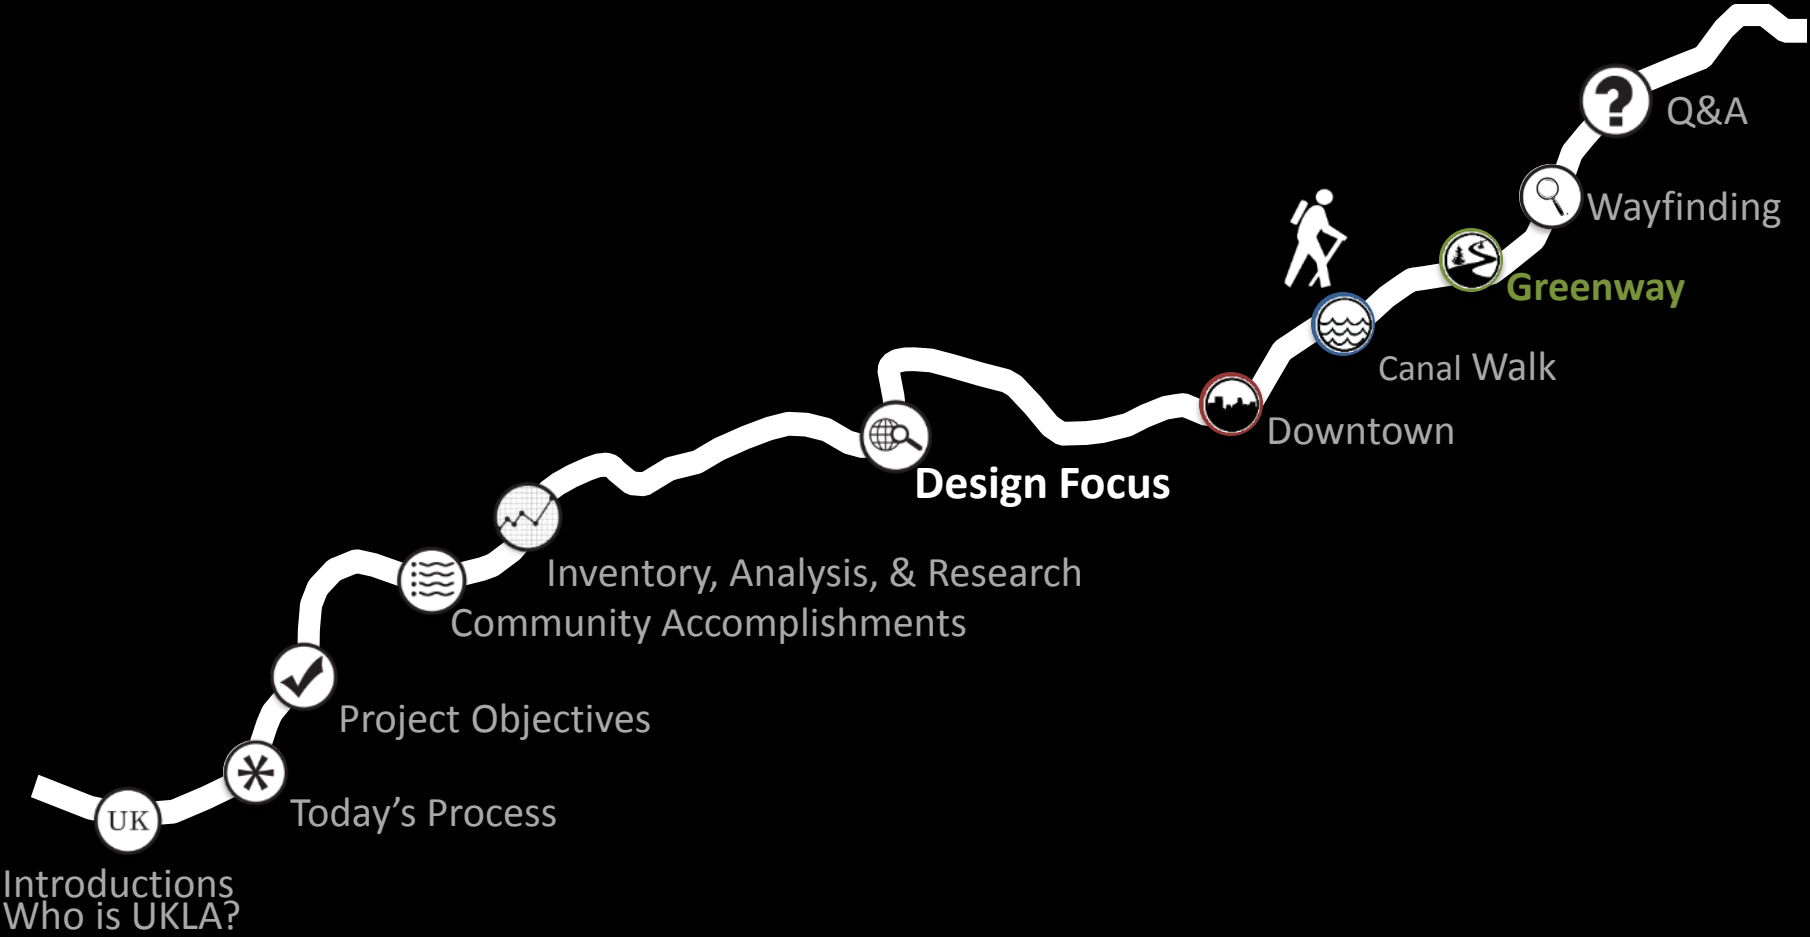 Q&A
Wayfinding
Greenway
Canal Walk
Downtown
Design Focus
Inventory, Analysis, & Research
Community Accomplishments
Project Objectives
Today’s Process
UK
Introductions
Who is UKLA?